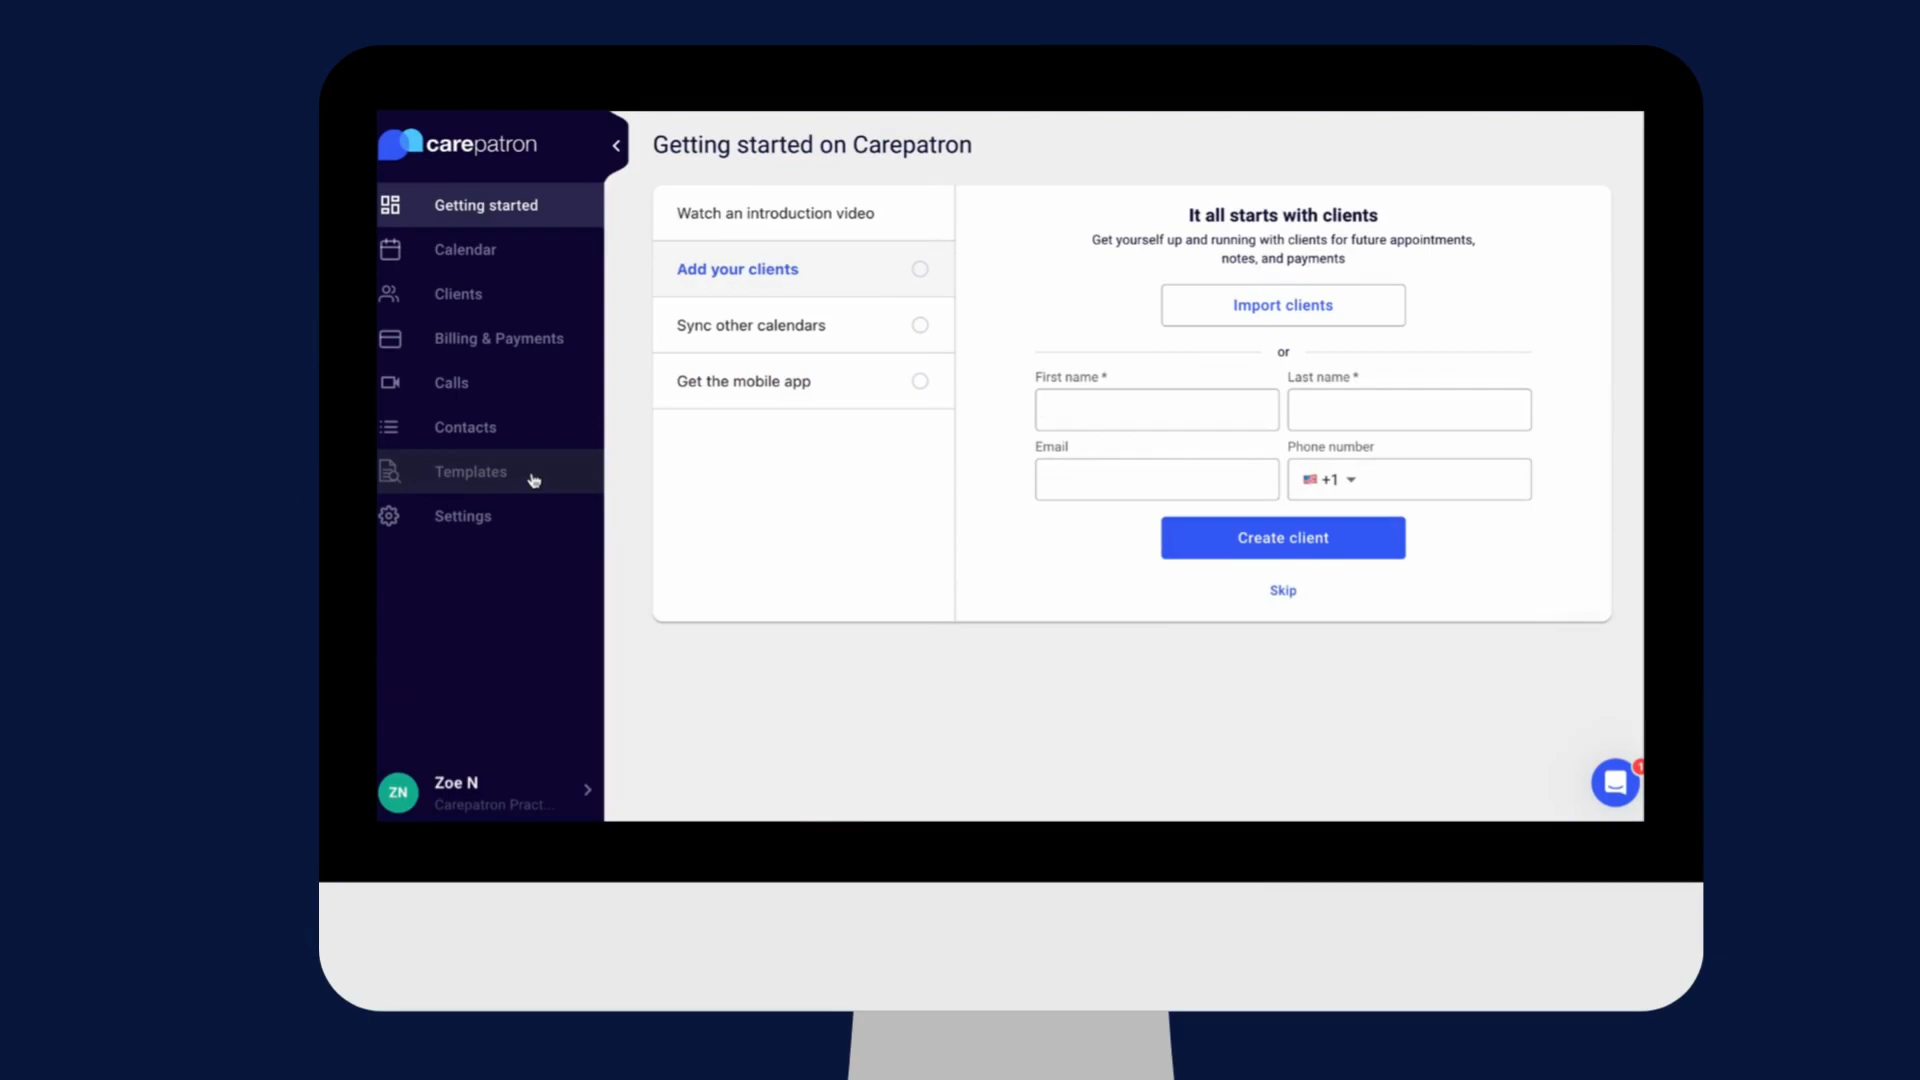 carepatron
Getting started
Calendar
Clients
Billing & Payments
Calls
Contacts
Templates
Settings
ZN
Zoe N
Carepatron Pract...
Getting started on Carepatron
Watch an introduction video
Add your clients
Sync other calendars
Get the mobile app
It all starts with clients
Get yourself up and running with clients for future appointments,
notes, and payments
Import clients
or
First name *
Last name *
Email
Phone number
+1
Create client
Skip
1